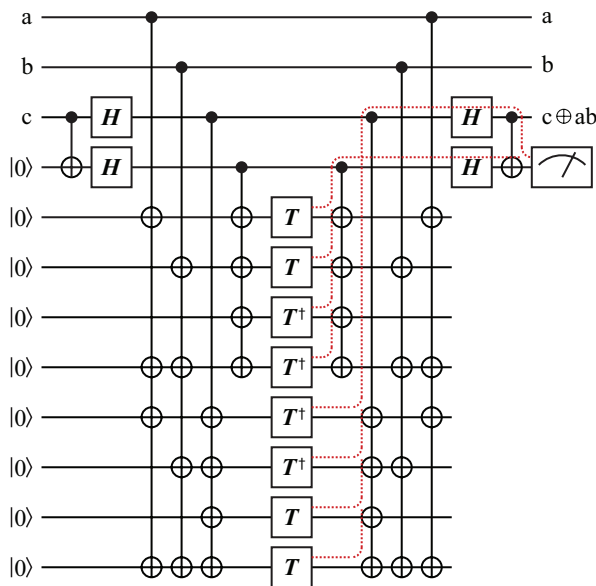 a a
b b
c H H c⊕ab
|0⟩ H H
|0⟩ T
|0⟩ T
|0⟩ T†
|0⟩ T†
|0⟩ T†
|0⟩ T†
|0⟩ T
|0⟩ T